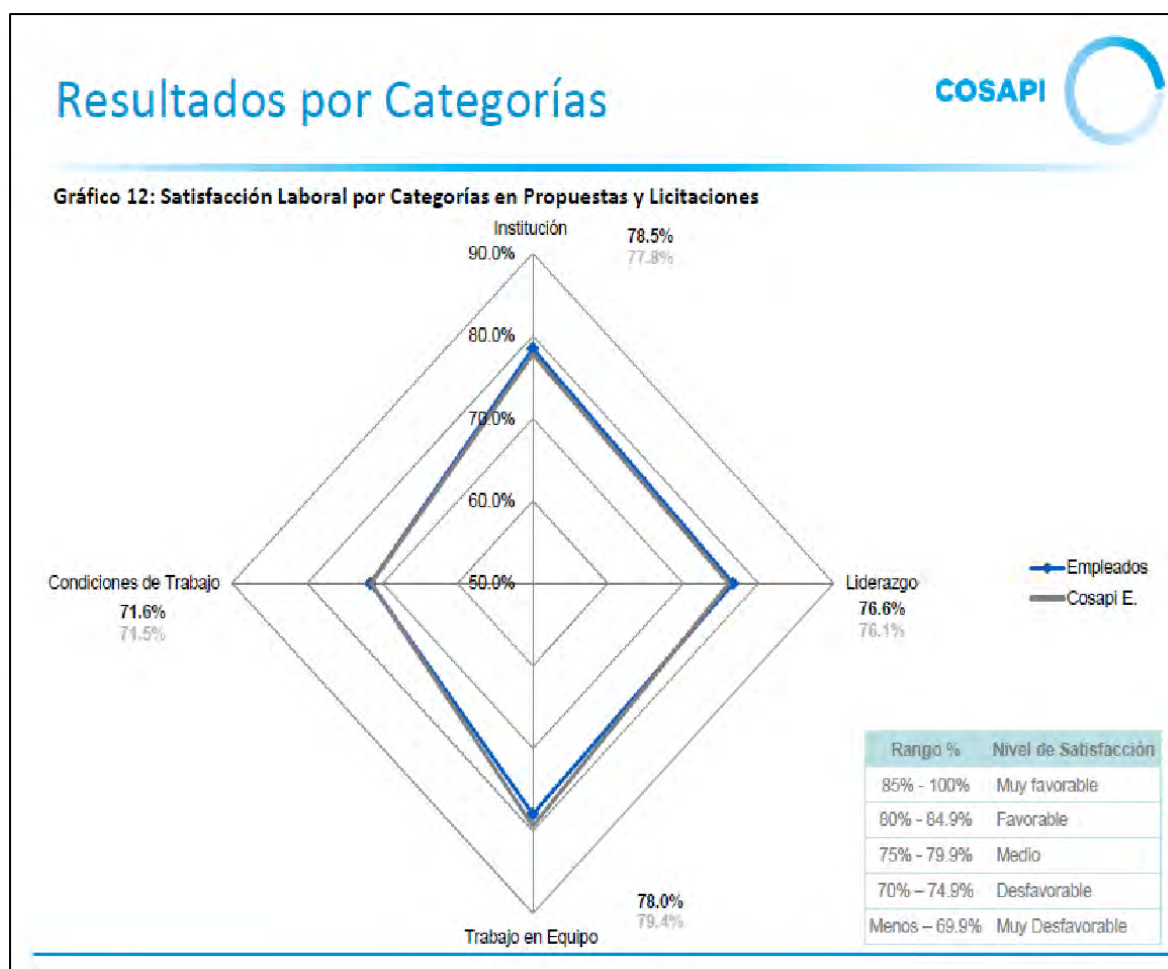 Resultados por Categorías
COSAPI
Gráfico 12: Satisfacción Laboral por Categorías en Propuestas y Licitaciones
Institución
78.5%
77.8%
90.0%
80.0%
70.0%
60.0%
50.0%
Condiciones de Trabajo
71.6%
71.5%
Liderazgo
76.6%
76.1%
Empleados
Cosapi E.
Trabajo en Equipo
78.0%
79.4%
Rango % Nivel de Satisfacción
85% - 100% Muy favorable
80% - 84.9% Favorable
75% - 79.9% Medio
70% – 74.9% Desfavorable
Menos – 69.9% Muy Desfavorable